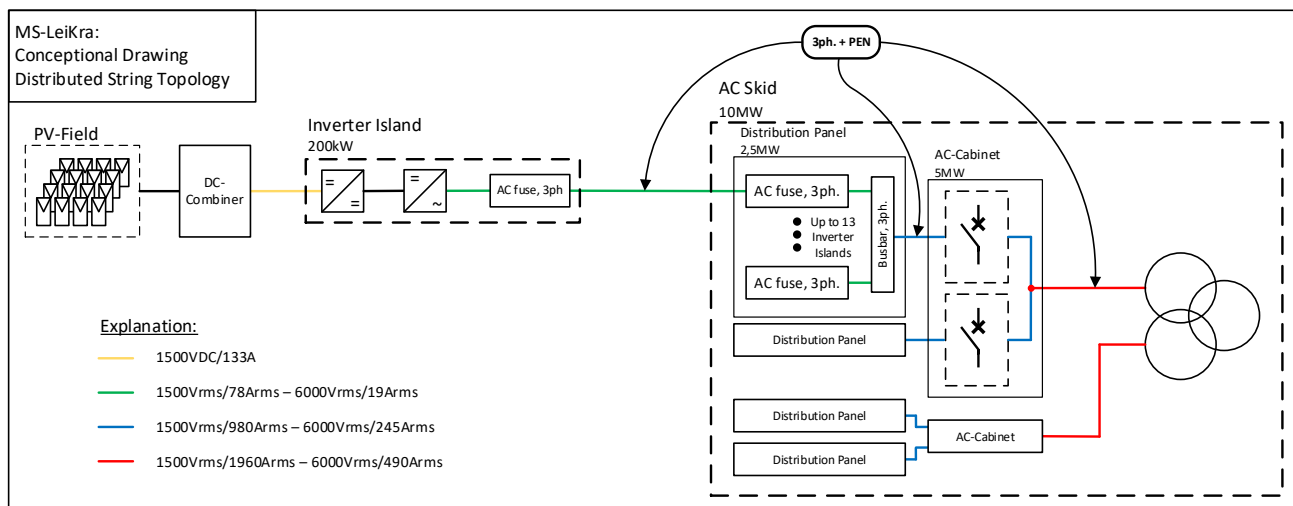 MS-LeiKra:
Conceptional Drawing
Distributed String Topology
3ph. + PEN
AC Skid
10MW
PV-Field
Inverter Island
200kW
Distribution Panel
2,5MW
AC-Cabinet
5MW
DC-
Combiner
=
=
=
~
AC fuse, 3ph
AC fuse, 3ph.
Up to 13
Inverter
Islands
Busbar, 3ph.
AC fuse, 3ph.
Distribution Panel
Distribution Panel
Distribution Panel
AC-Cabinet
Explanation:
1500VDC/133A
1500Vrms/78Arms – 6000Vrms/19Arms
1500Vrms/980Arms – 6000Vrms/245Arms
1500Vrms/1960Arms – 6000Vrms/490Arms